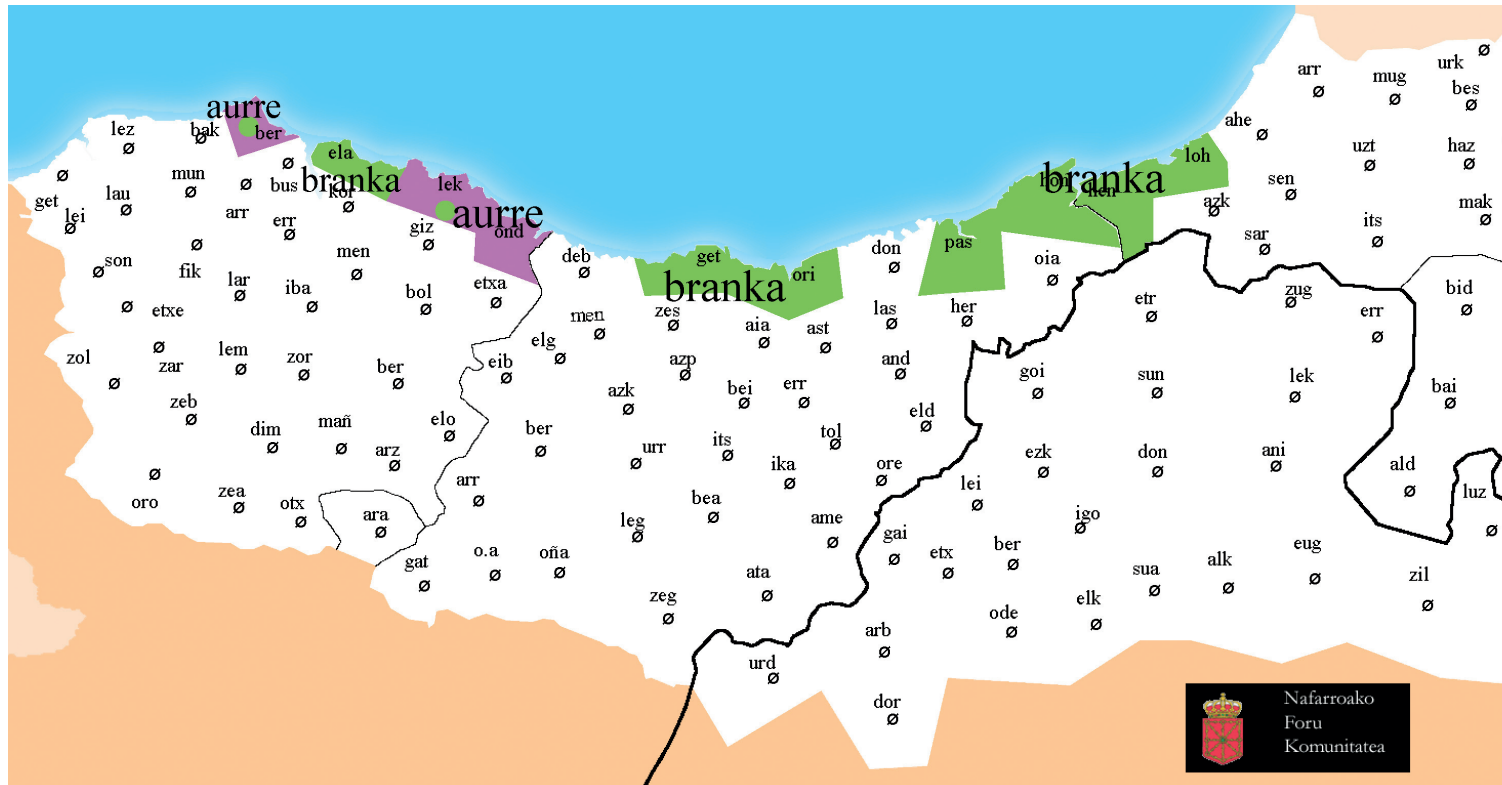 urk
arr
mug
bes
aurre
ahe
lez
bak
ber
uzt
haz
ela
loh
mun
branka
lek
hon
branka
hen
sen
get
lau
bus
kor
azk
lei
arr
err
giz
aurre
ond
its
mak
son
fik
men
get
don
pas
sar
deb
ori
oia
lar
iba
bol
etxa
branka
etr
zug
bid
etxe
men
zes
aia
ast
las
her
err
zol
zar
lem
zor
ber
eib
elg
azp
and
goi
sun
lek
bai
zeb
azk
bei
err
dim
mañ
elo
ber
eld
arz
urr
its
tol
ezk
don
ani
ald
oro
zea
otx
arr
ika
ore
lei
luz
ara
leg
bea
ame
igo
gat
o.a
oña
gai
etx
ber
eug
ata
sua
alk
zil
zeg
ode
elk
arb
urd
dor
Nafarroako
Foru
Komunitatea